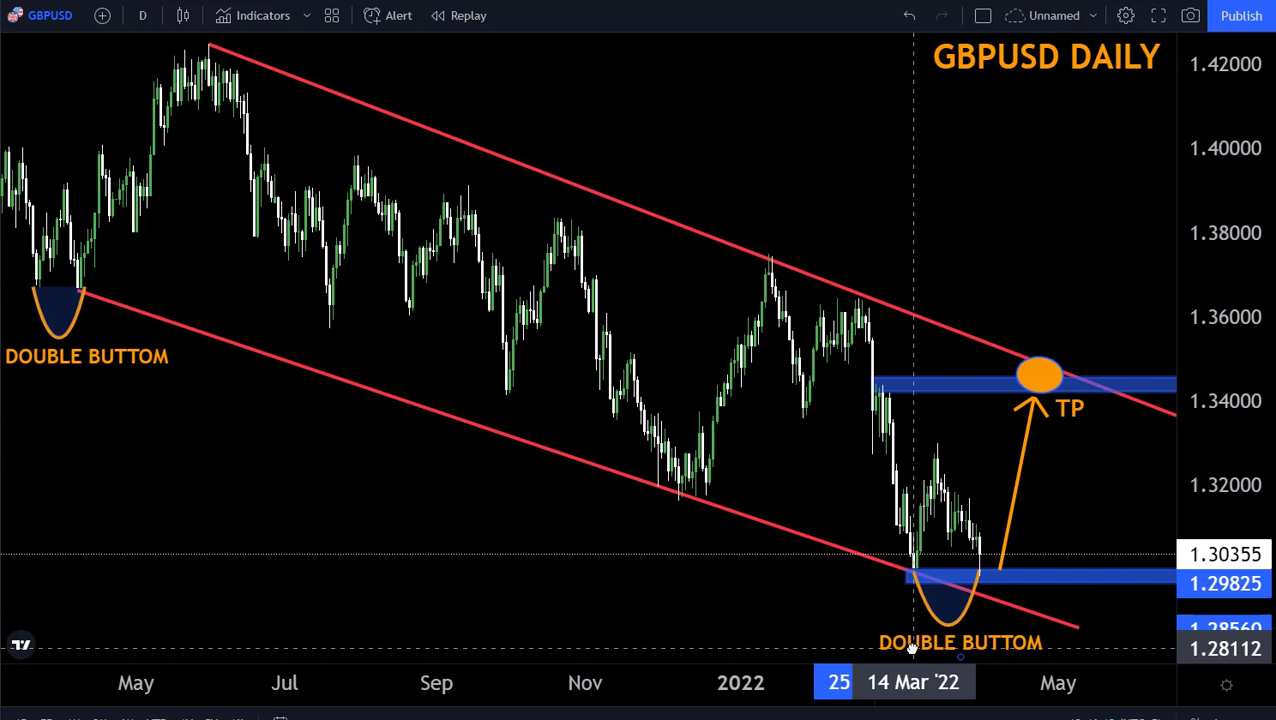 GBPUSD
D
Indicators
Alert
Replay
Unnamed
Publish
GBPUSD DAILY
1.42000
1.40000
1.38000
1.36000
1.34000
1.32000
1.30355
1.29825
1.28560
1.28112
DOUBLE BUTTOM
TP
DOUBLE BUTTOM
May
Jul
Sep
Nov
2022
25
14 Mar '22
May